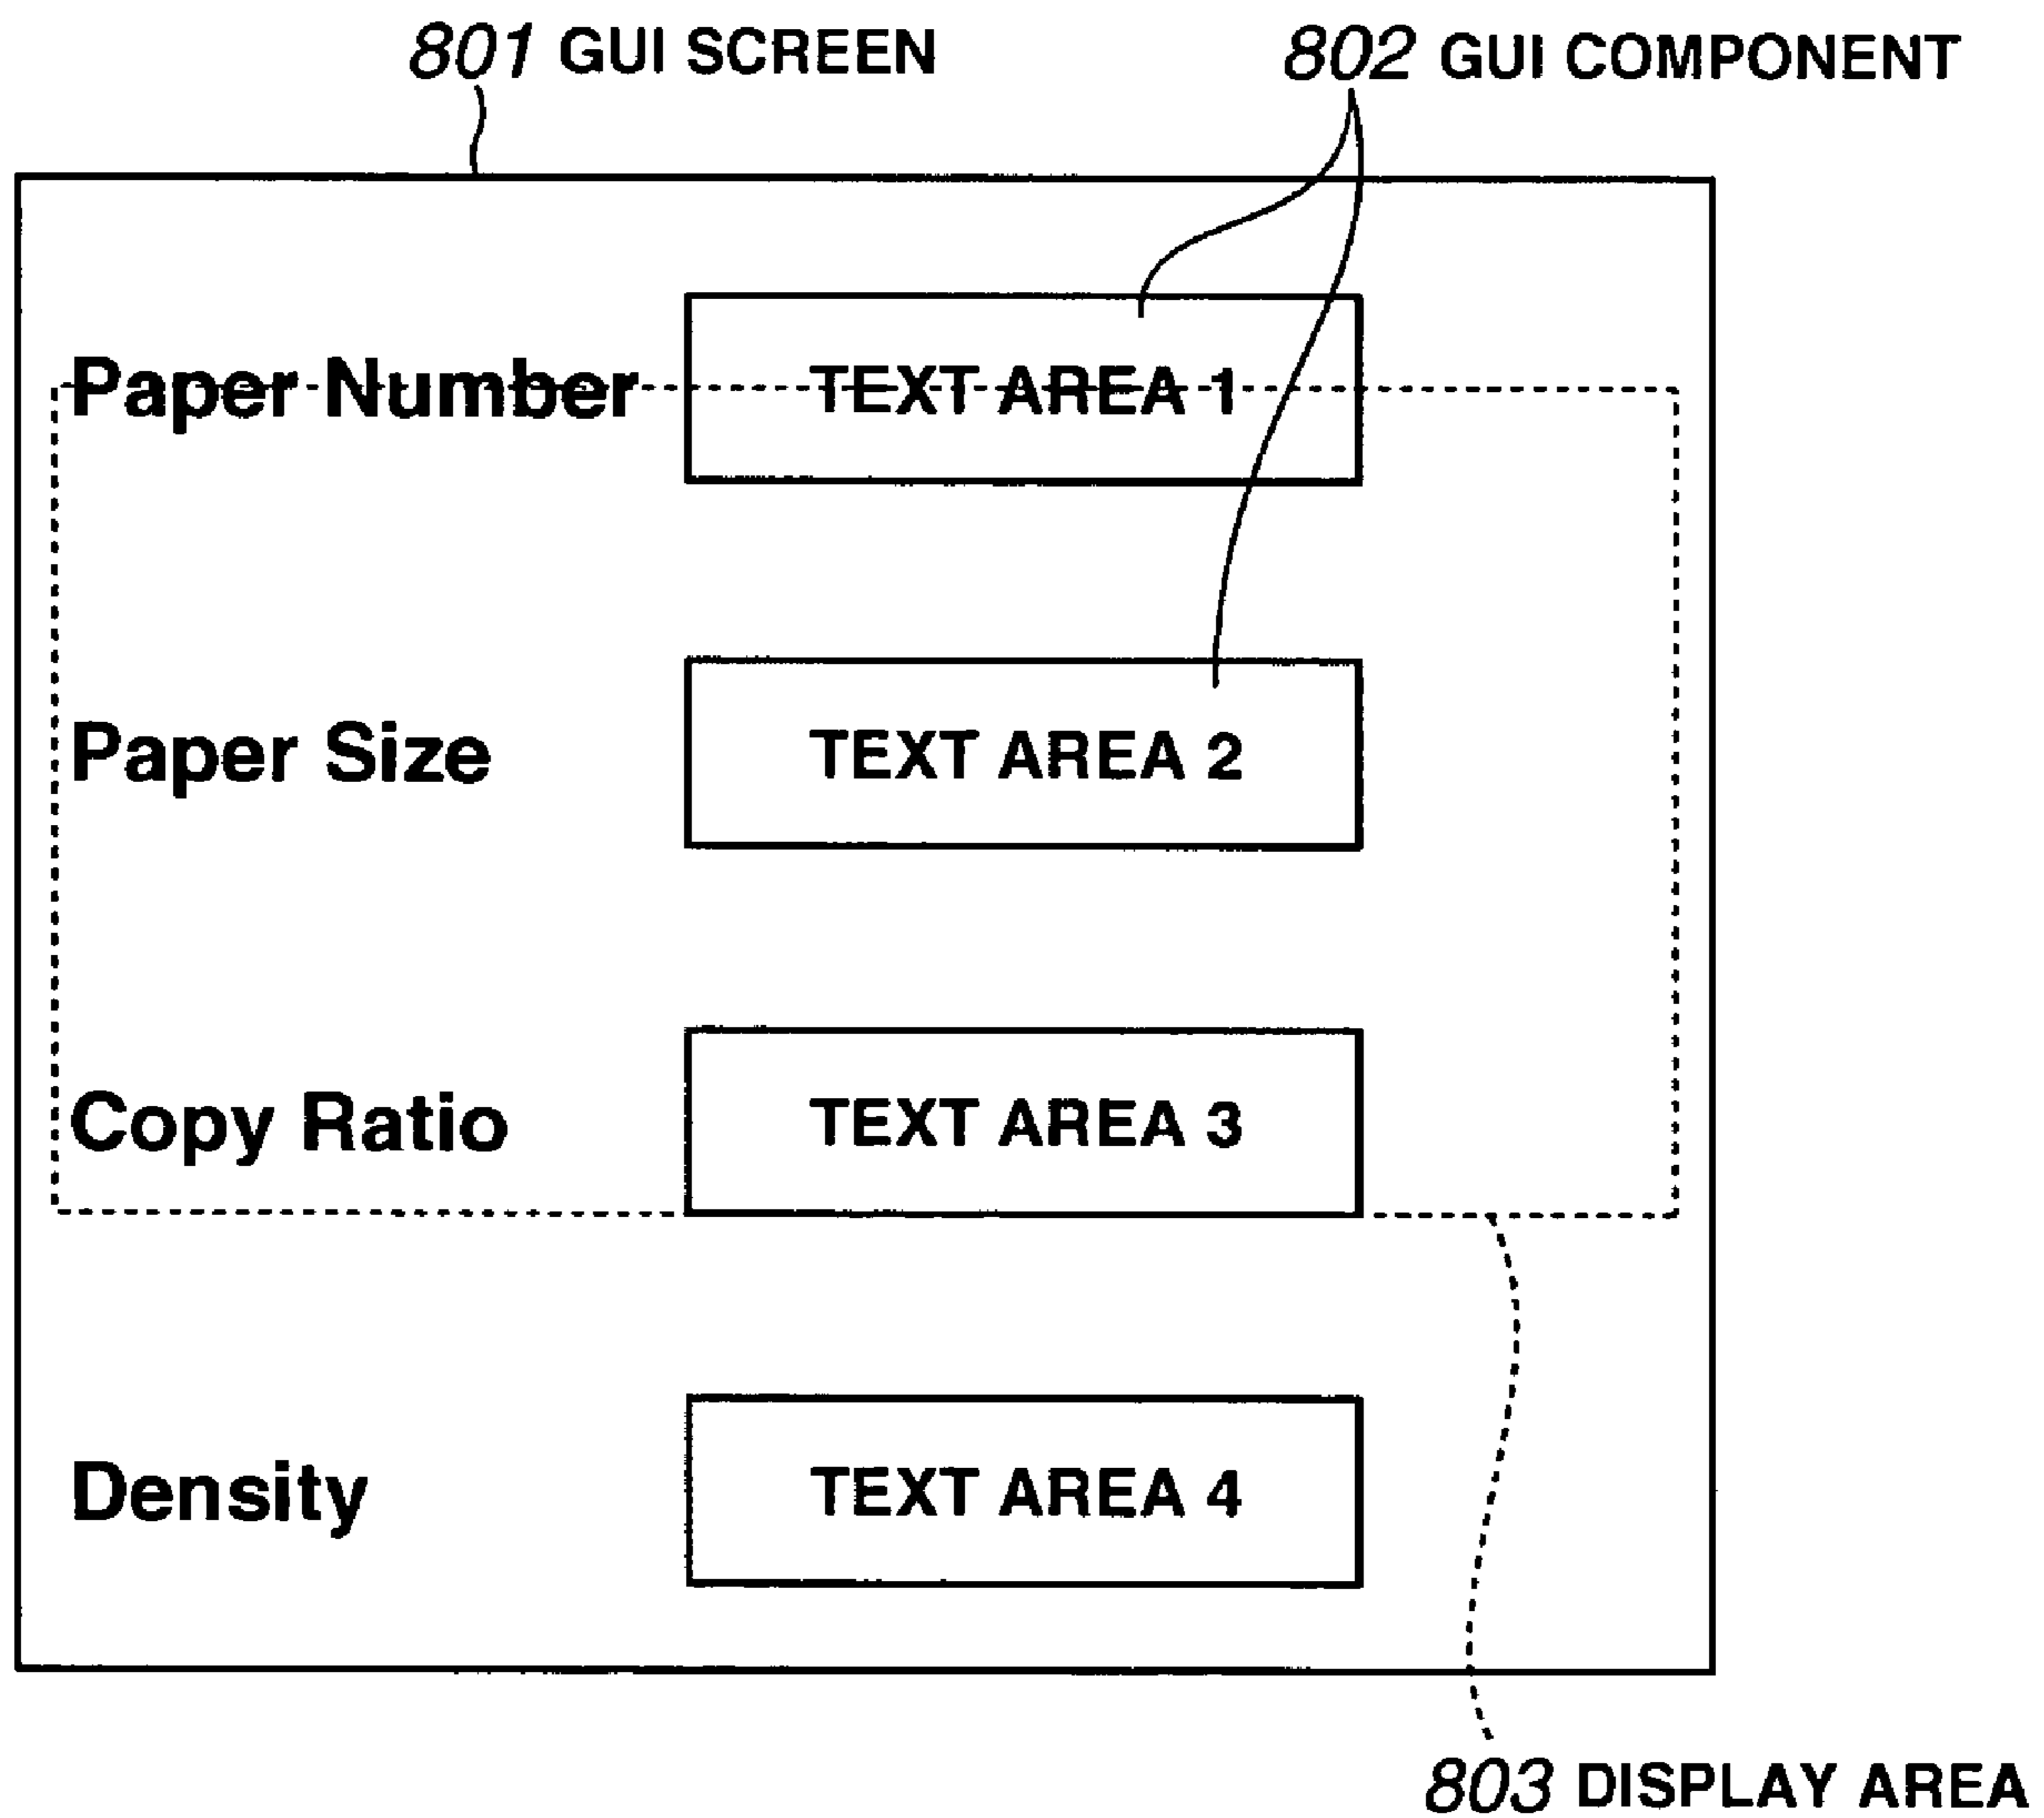 801 GUI SCREEN
802 GUI COMPONENT
Paper Number TEXT AREA 1
Paper Size TEXT AREA 2
Copy Ratio TEXT AREA 3
Density TEXT AREA 4
803 DISPLAY AREA